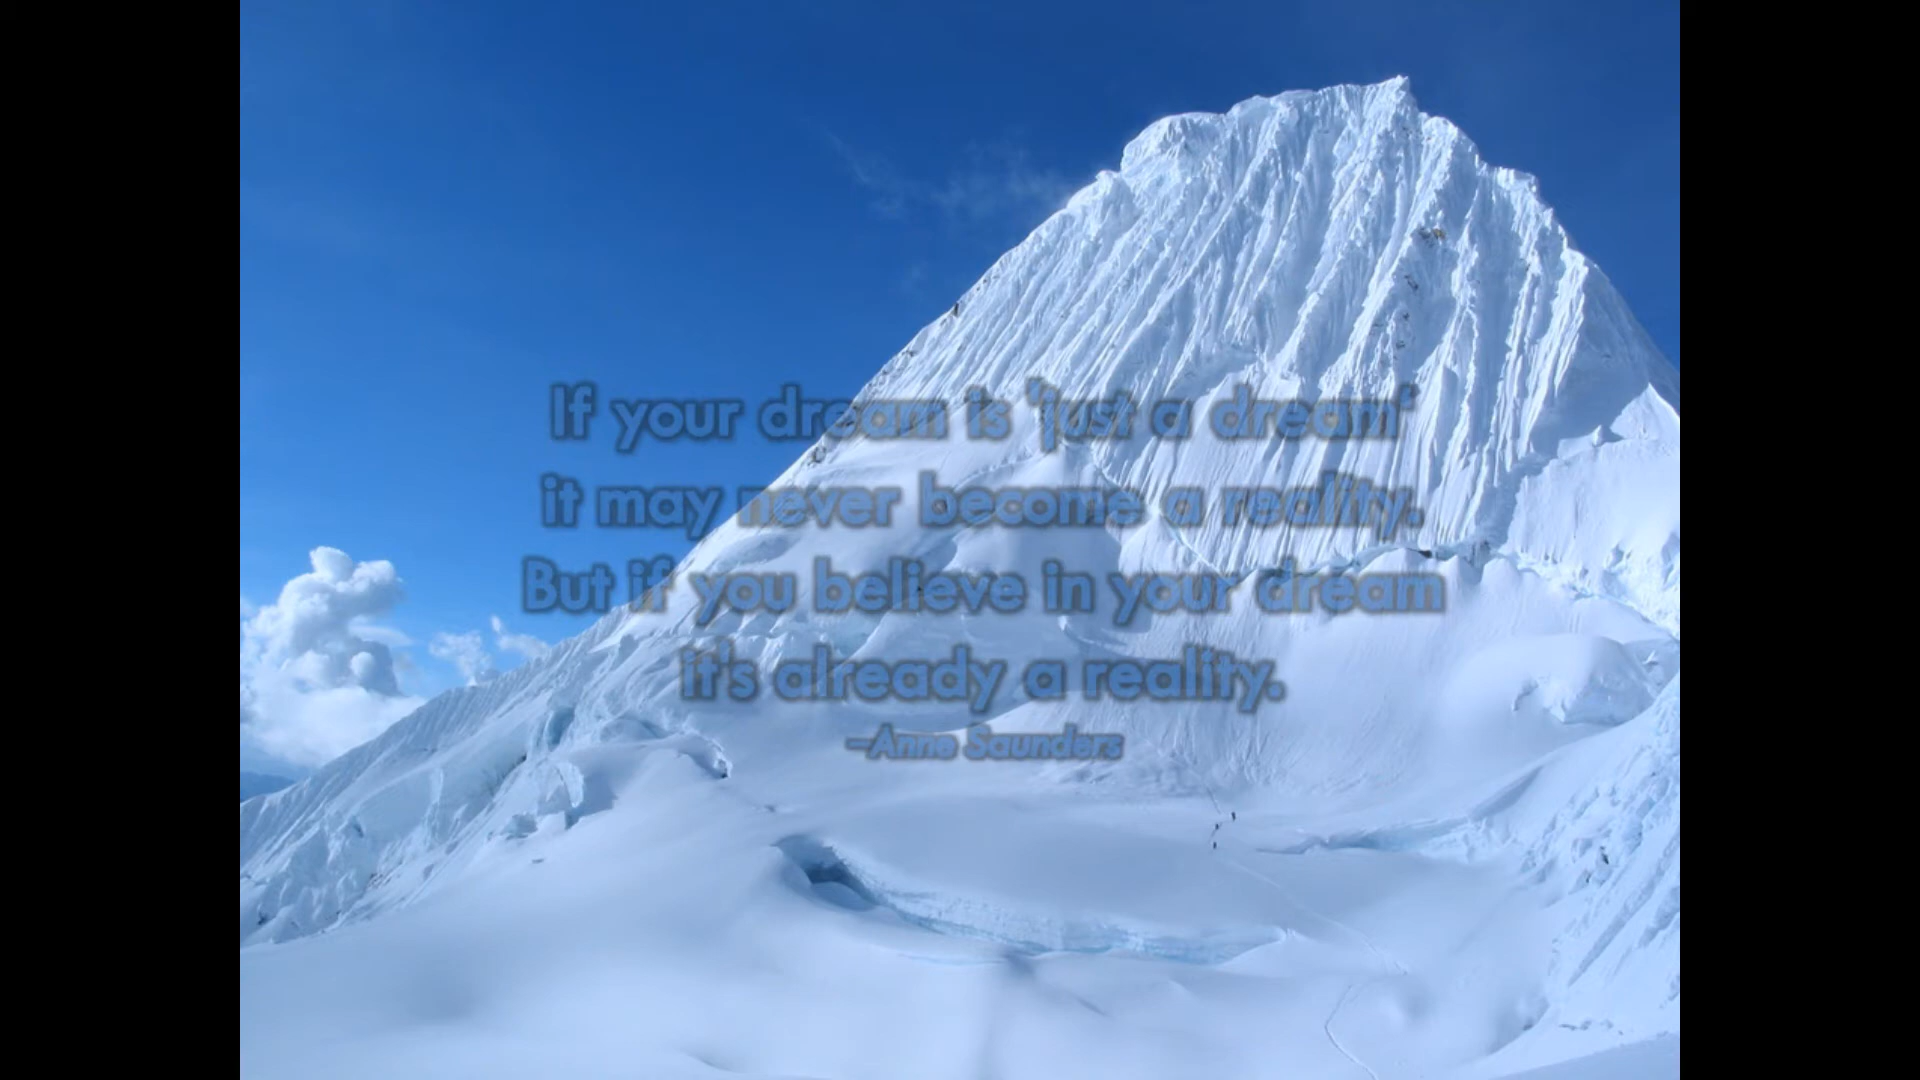 If your dream is 'just a dream'
it may never become a reality.
But if you believe in your dream
it's already a reality.
-Anne Saunders